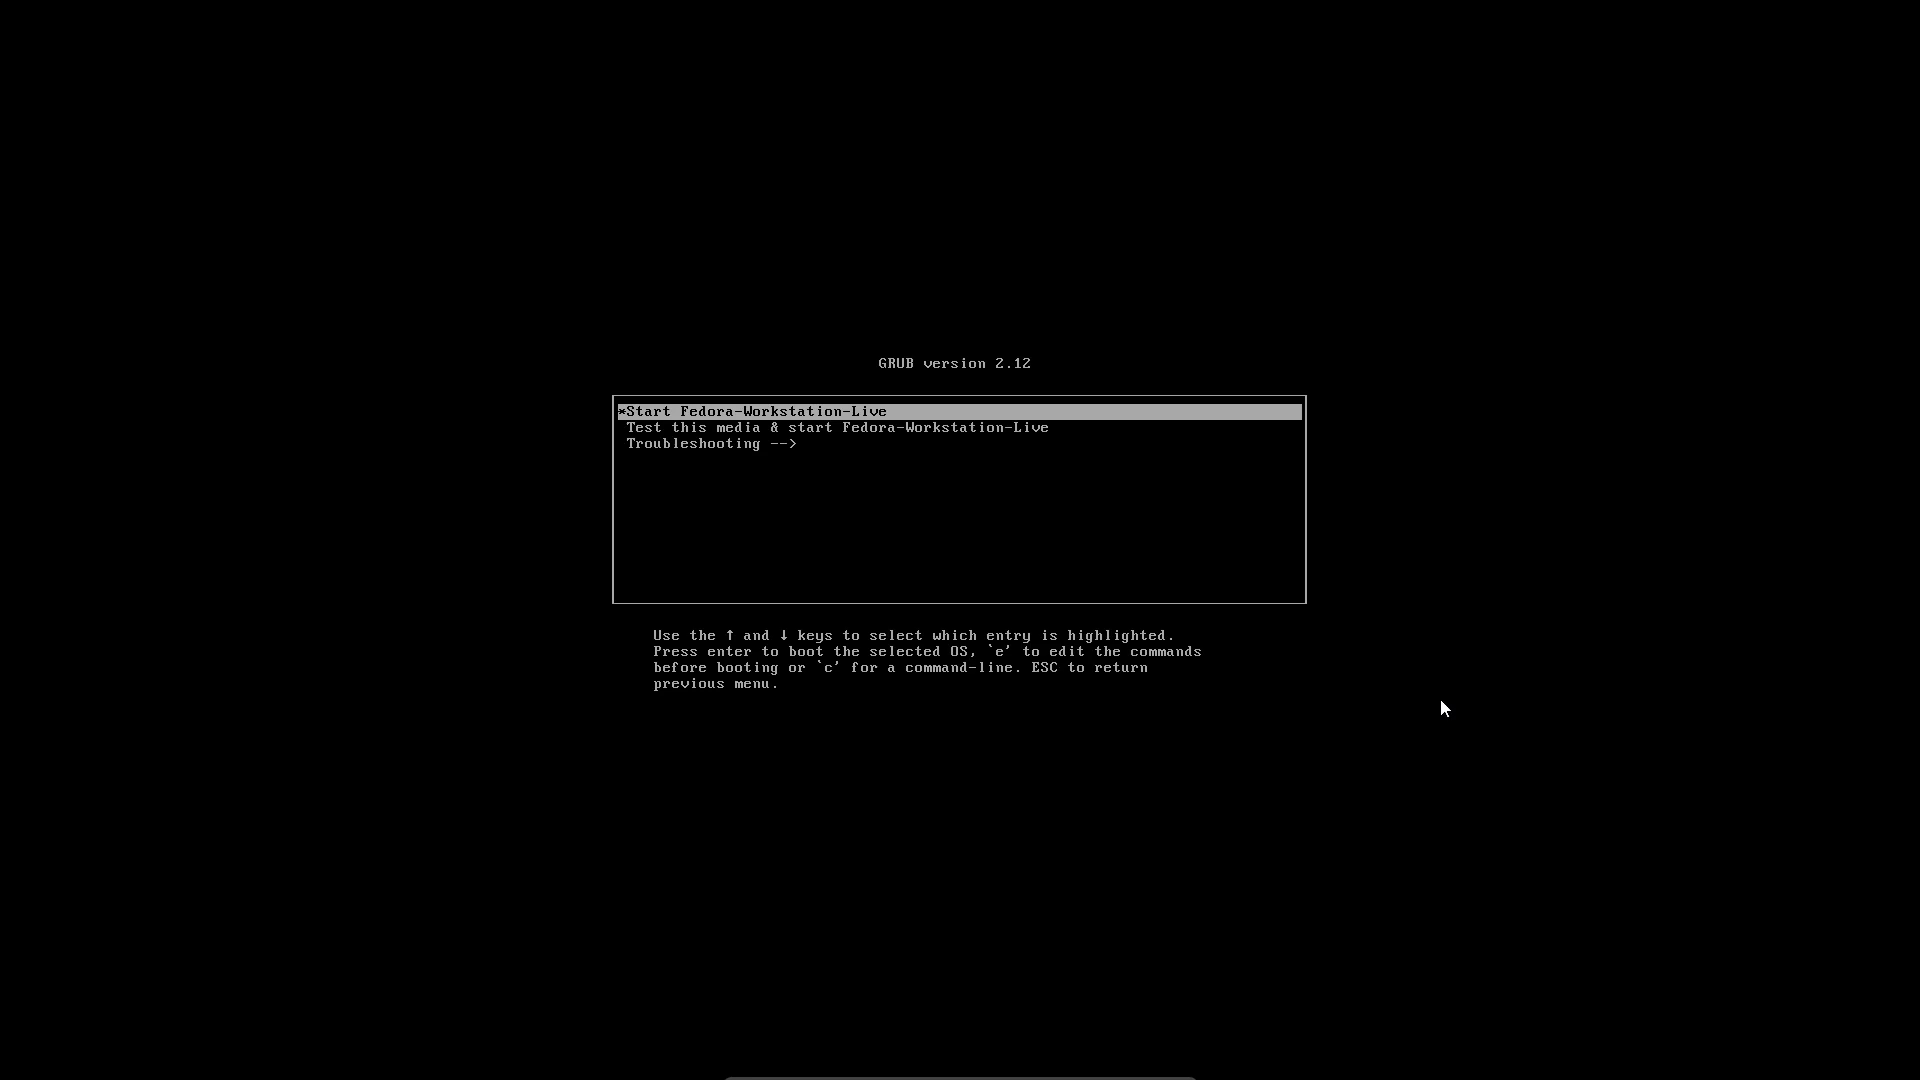 GRUB version 2.12
*Start Fedora-Workstation-Live
Test this media & start Fedora-Workstation-Live
Troubleshooting -->
Use the ↑ and ↓ keys to select which entry is highlighted.
Press enter to boot the selected OS, `e' to edit the commands
before booting or `c' for a command-line. ESC to return
previous menu.